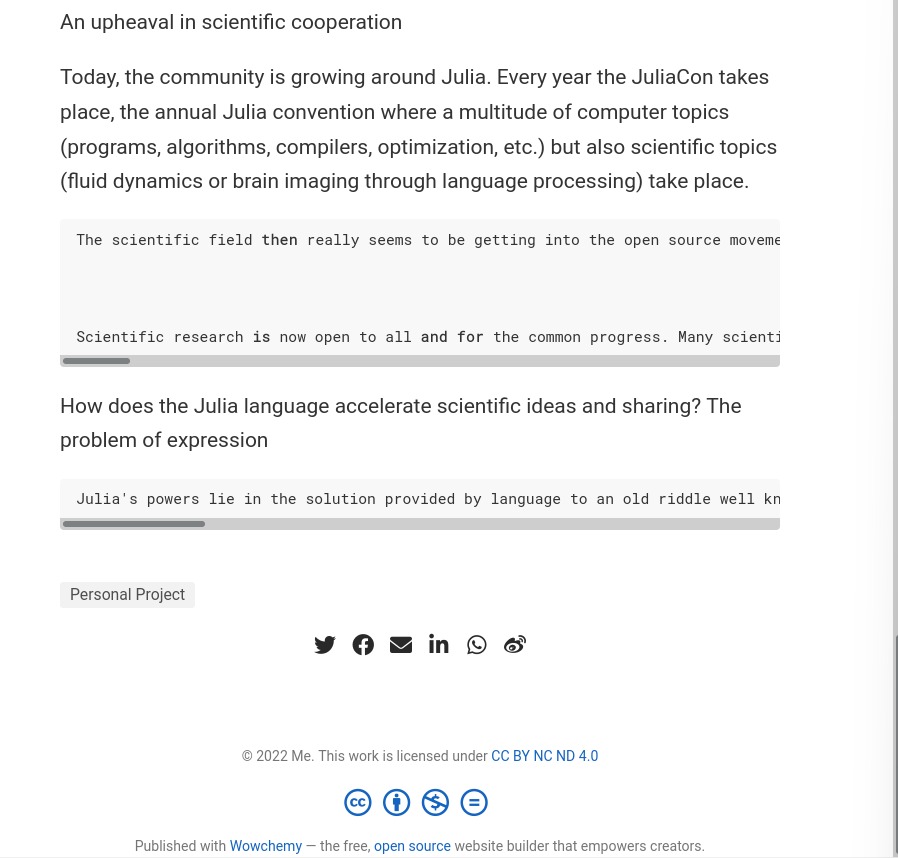 An upheaval in scientific cooperation
Today, the community is growing around Julia. Every year the JuliaCon takes
place, the annual Julia convention where a multitude of computer topics
(programs, algorithms, compilers, optimization, etc.) but also scientific topics
(fluid dynamics or brain imaging through language processing) take place.
The scientific field then really seems to be getting into the open source moveme
Scientific research is now open to all and for the common progress. Many scienti
How does the Julia language accelerate scientific ideas and sharing? The
problem of expression
Julia's powers lie in the solution provided by language to an old riddle well kn
Personal Project
© 2022 Me. This work is licensed under CC BY NC ND 4.0
Published with Wowchemy — the free, open source website builder that empowers creators.